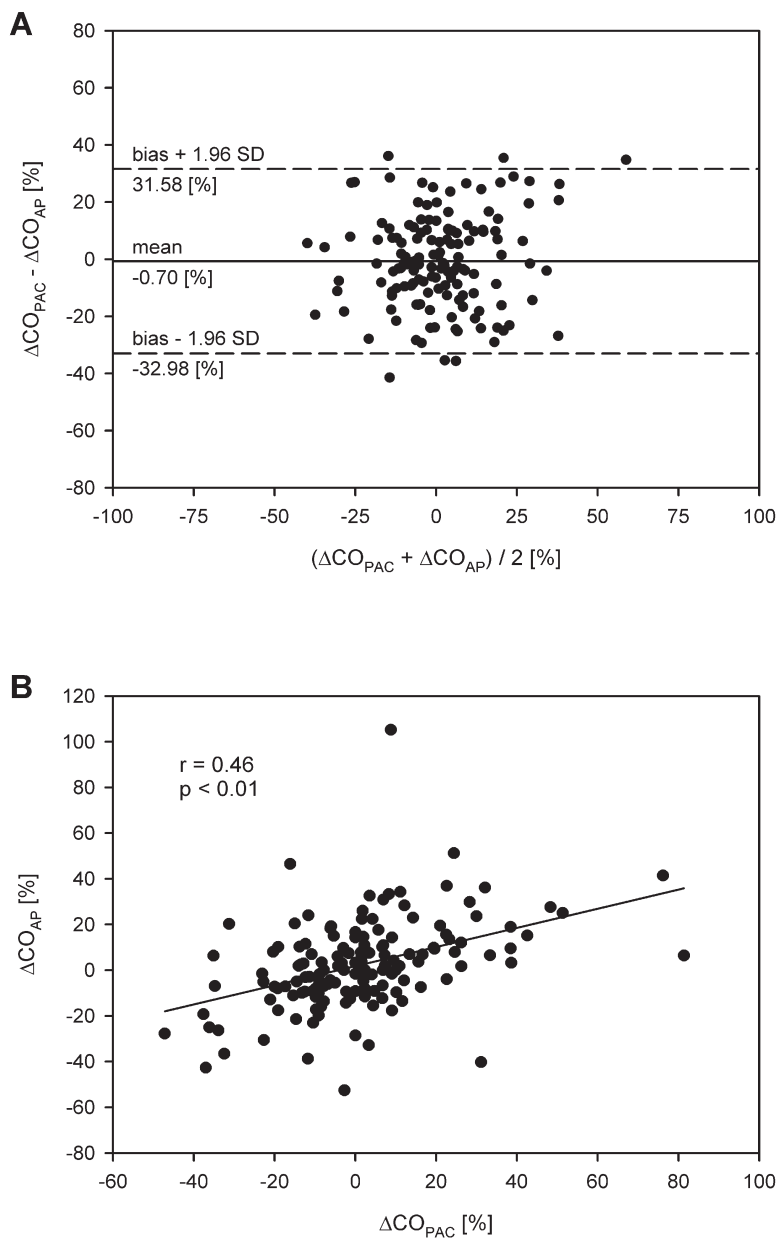 A
80
60
40
20
0
-20
-40
-60
-80
ΔCO_PAC - ΔCO_AP [%]
bias + 1.96 SD
31.58 [%]
mean
-0.70 [%]
bias - 1.96 SD
-32.98 [%]
-100 -75 -50 -25 0 25 50 75 100
(ΔCO_PAC + ΔCO_AP) / 2 [%]
B
120
100
80
60
40
20
0
-20
-40
-60
-80
ΔCO_AP [%]
r = 0.46
p < 0.01
-60 -40 -20 0 20 40 60 80 100
ΔCO_PAC [%]